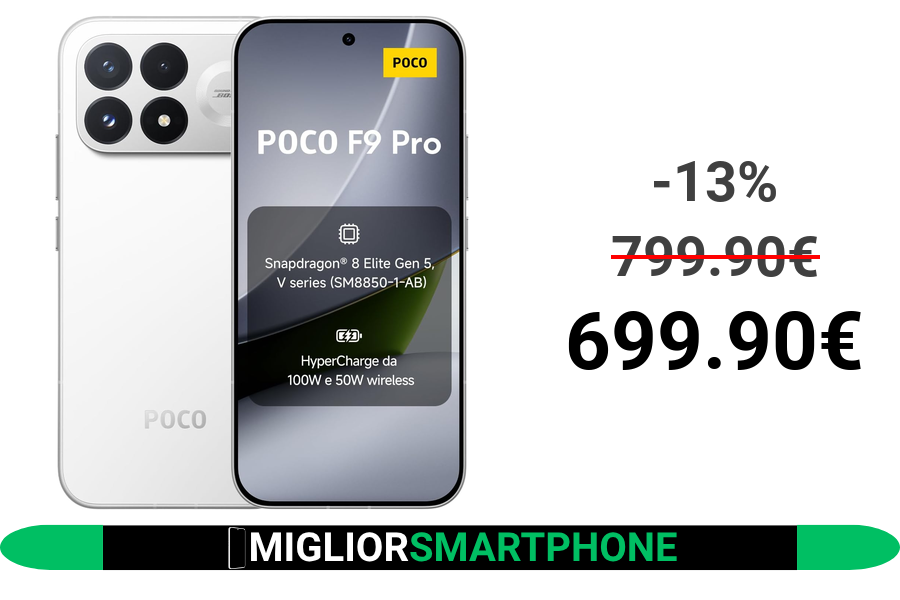 POCO
POCO F9 Pro
Snapdragon® 8 Elite Gen 5,
V series (SM8850-1-AB)
HyperCharge da
100W e 50W wireless
POCO
-13%
799.90€
699.90€
MIGLIORSMARTPHONE